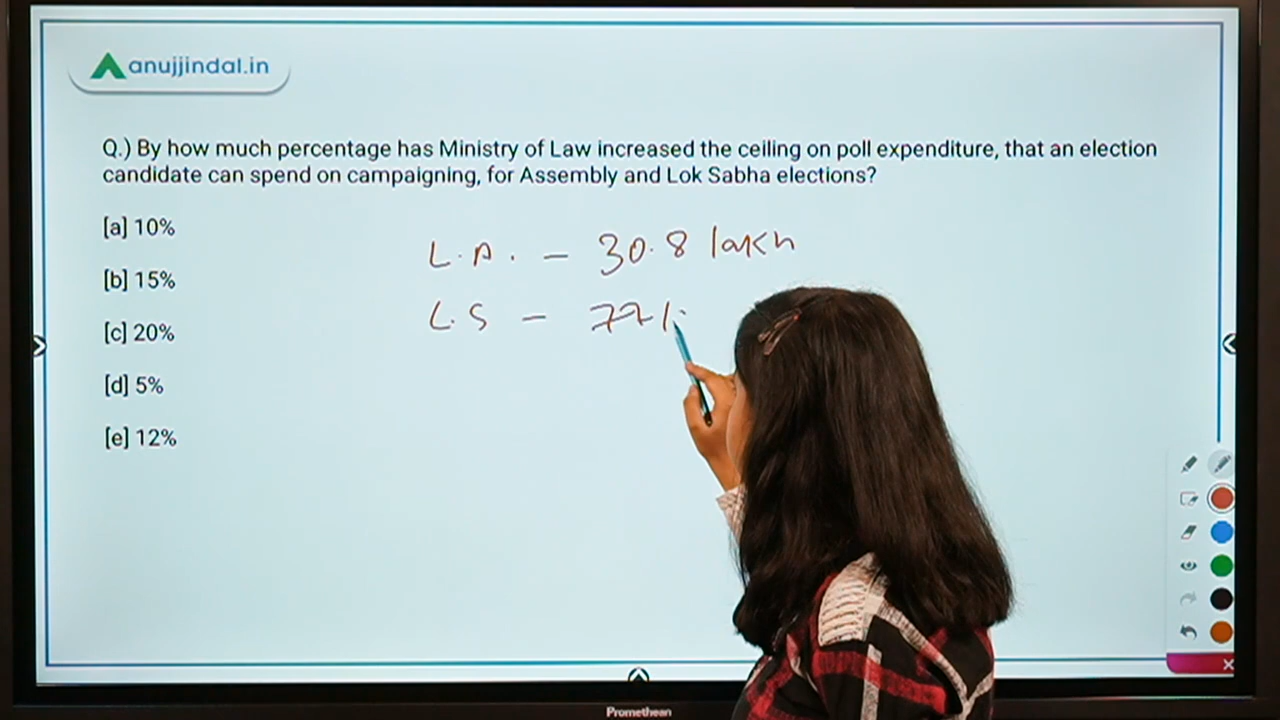 anujjindal.in
Q.) By how much percentage has Ministry of Law increased the ceiling on poll expenditure, that an election
candidate can spend on campaigning, for Assembly and Lok Sabha elections?
[a] 10%
[b] 15%
[c] 20%
[d] 5%
[e] 12%
L.A. - 30.8 lakh
L.S - 77 l
Promethean